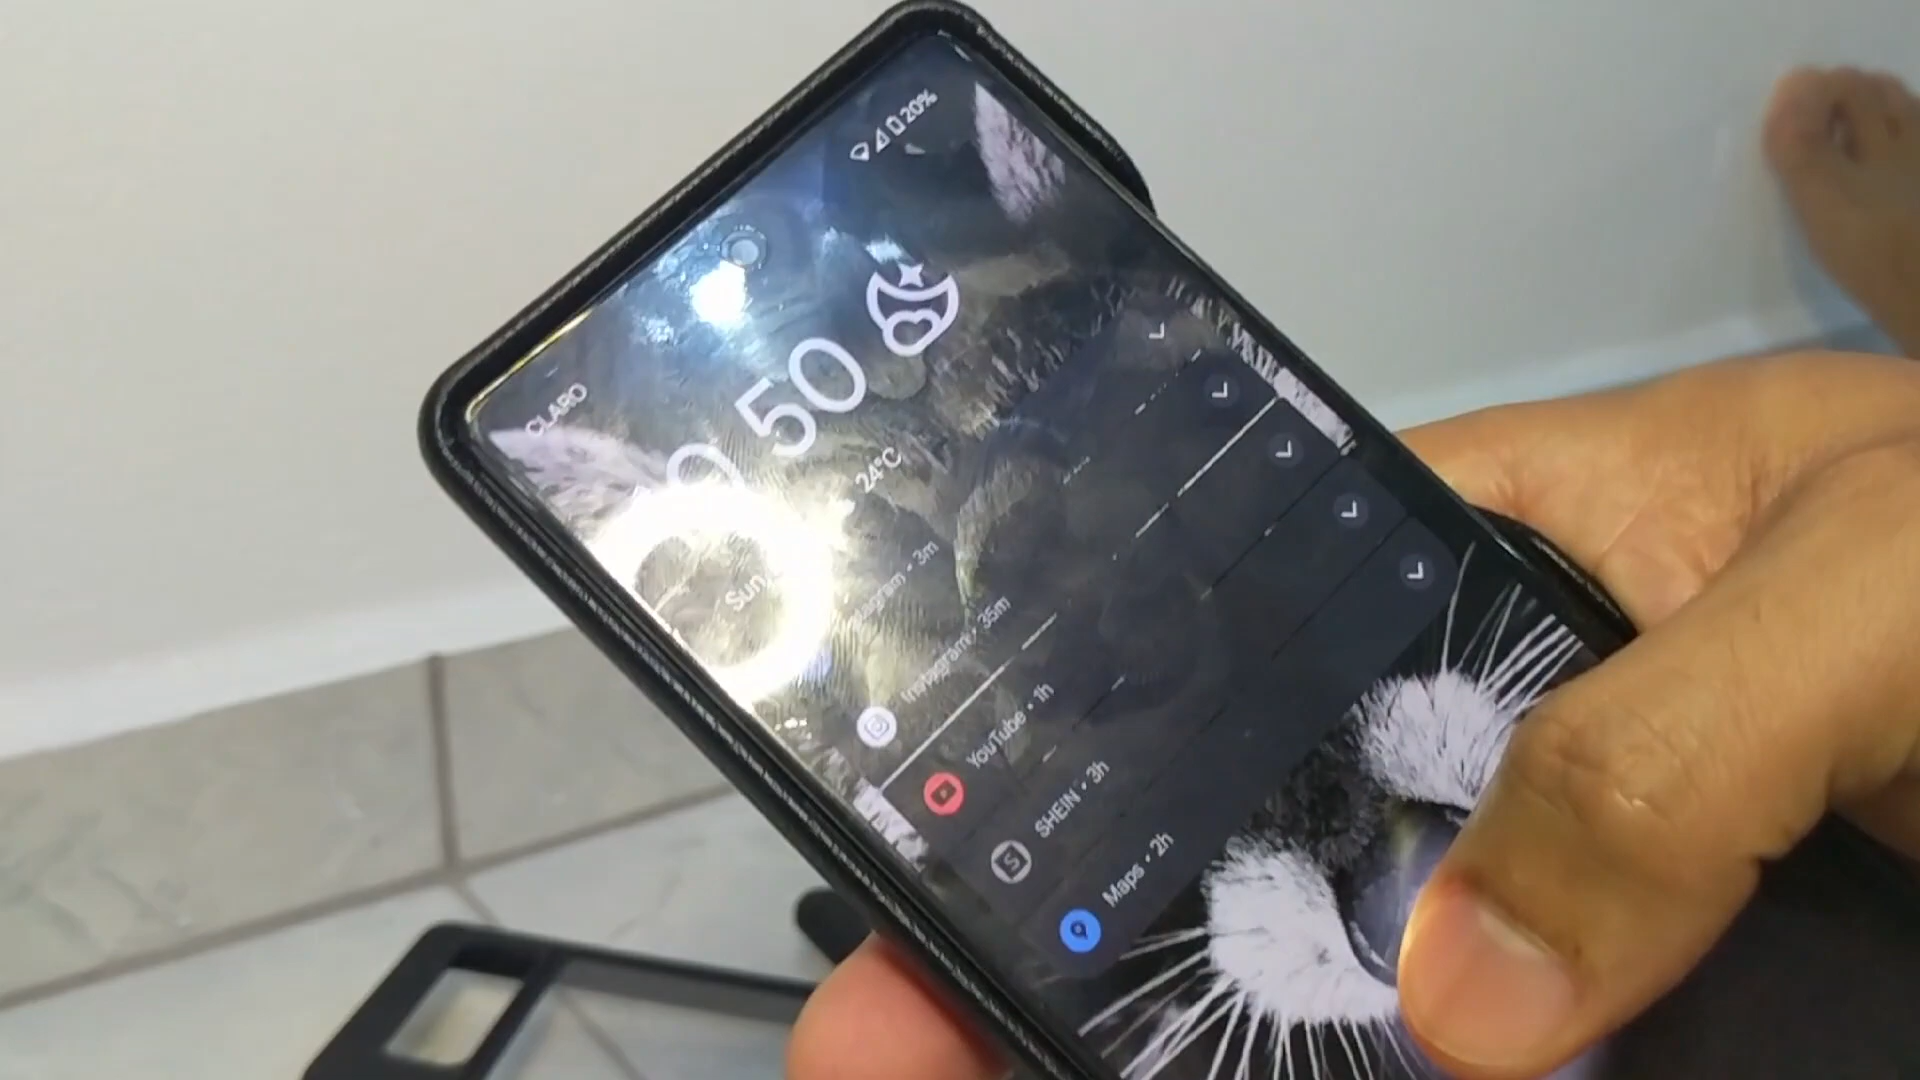 CLARO
20%
50
Sun,
24°C
Instagram • 3m
Instagram • 35m
YouTube • 1h
SHEIN • 3h
Maps • 2h